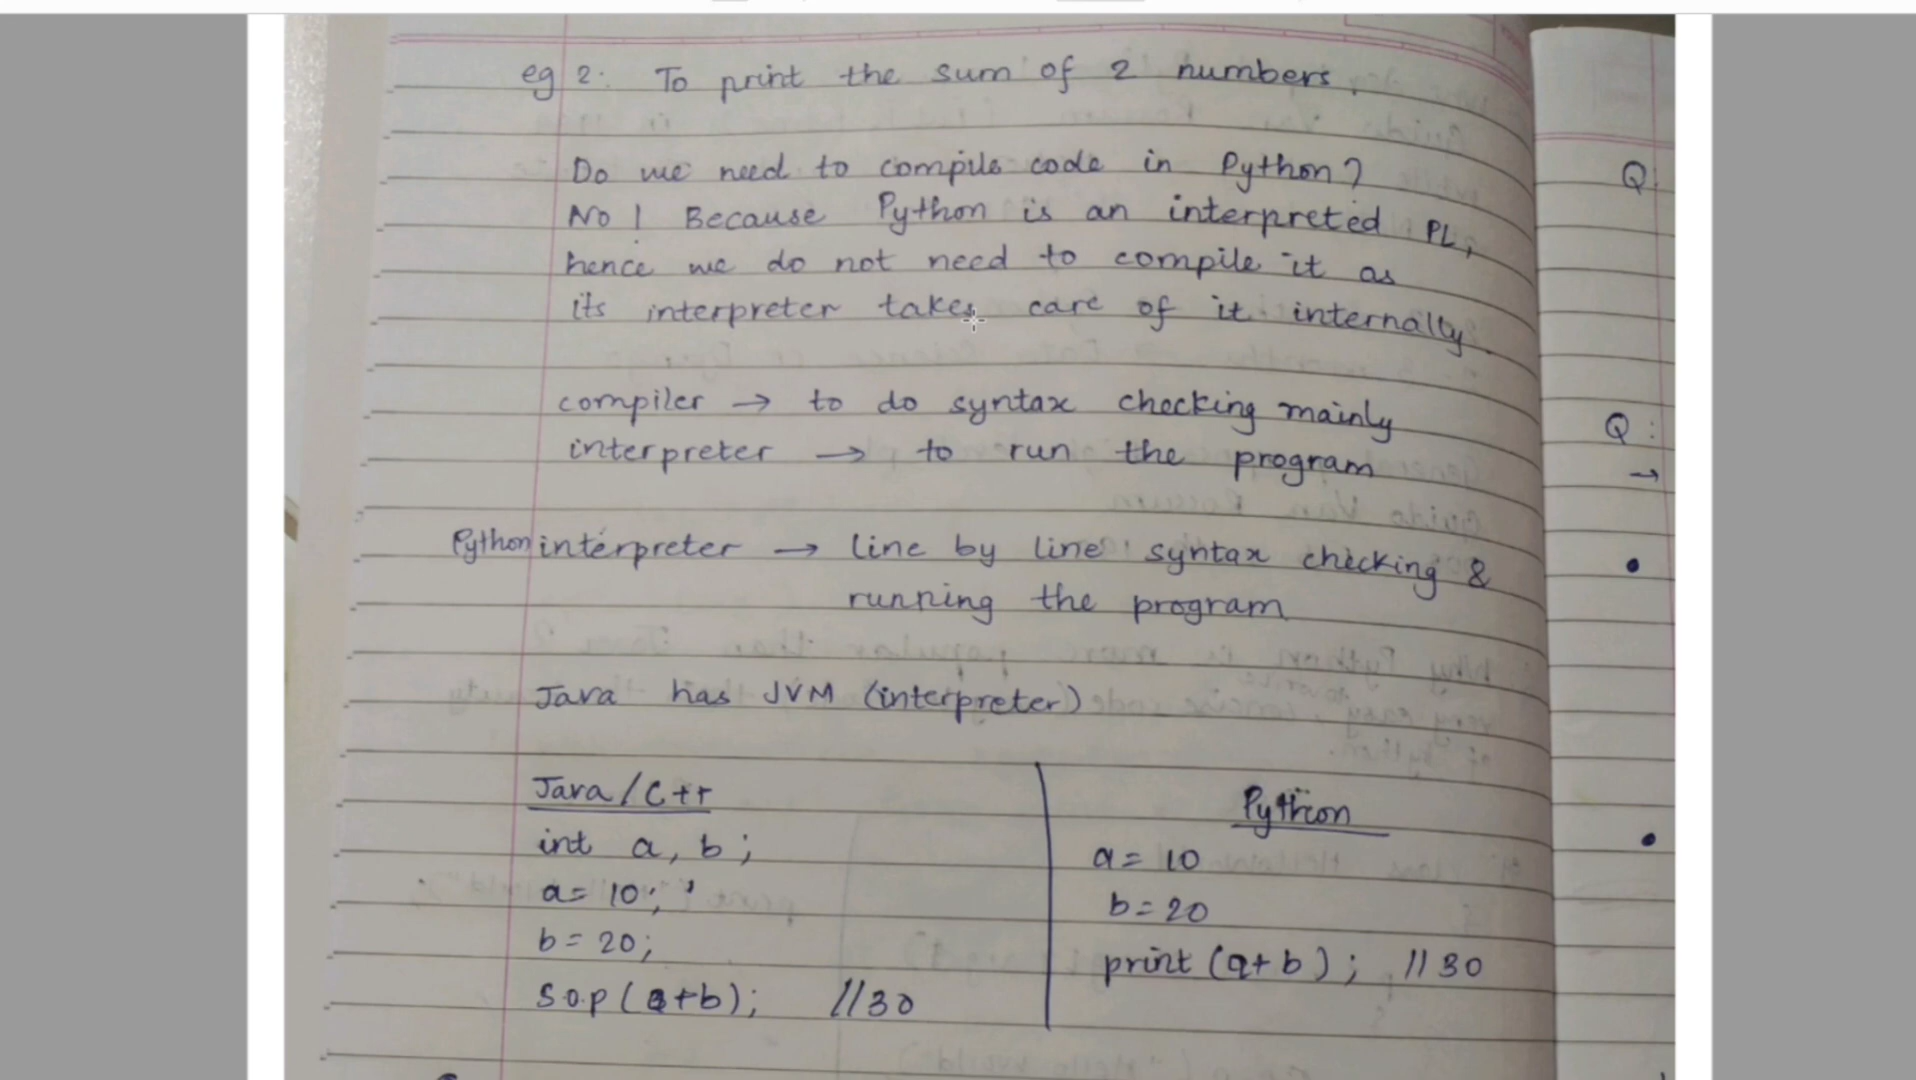 eg 2: To print the sum of 2 numbers.
Do we need to compile code in Python?
No! Because Python is an interpreted PL,
hence we do not need to compile it as
its interpreter takes care of it internally.
compiler → to do syntax checking mainly
interpreter → to run the program
Python interpreter → line by line syntax checking &
running the program
Java has JVM (interpreter)
Java / C++
int a, b;
a = 10;
b = 20;
S.o.p (a+b); //30
Python
a = 10
b = 20
print (a+b); //30
Q:
Q:
→